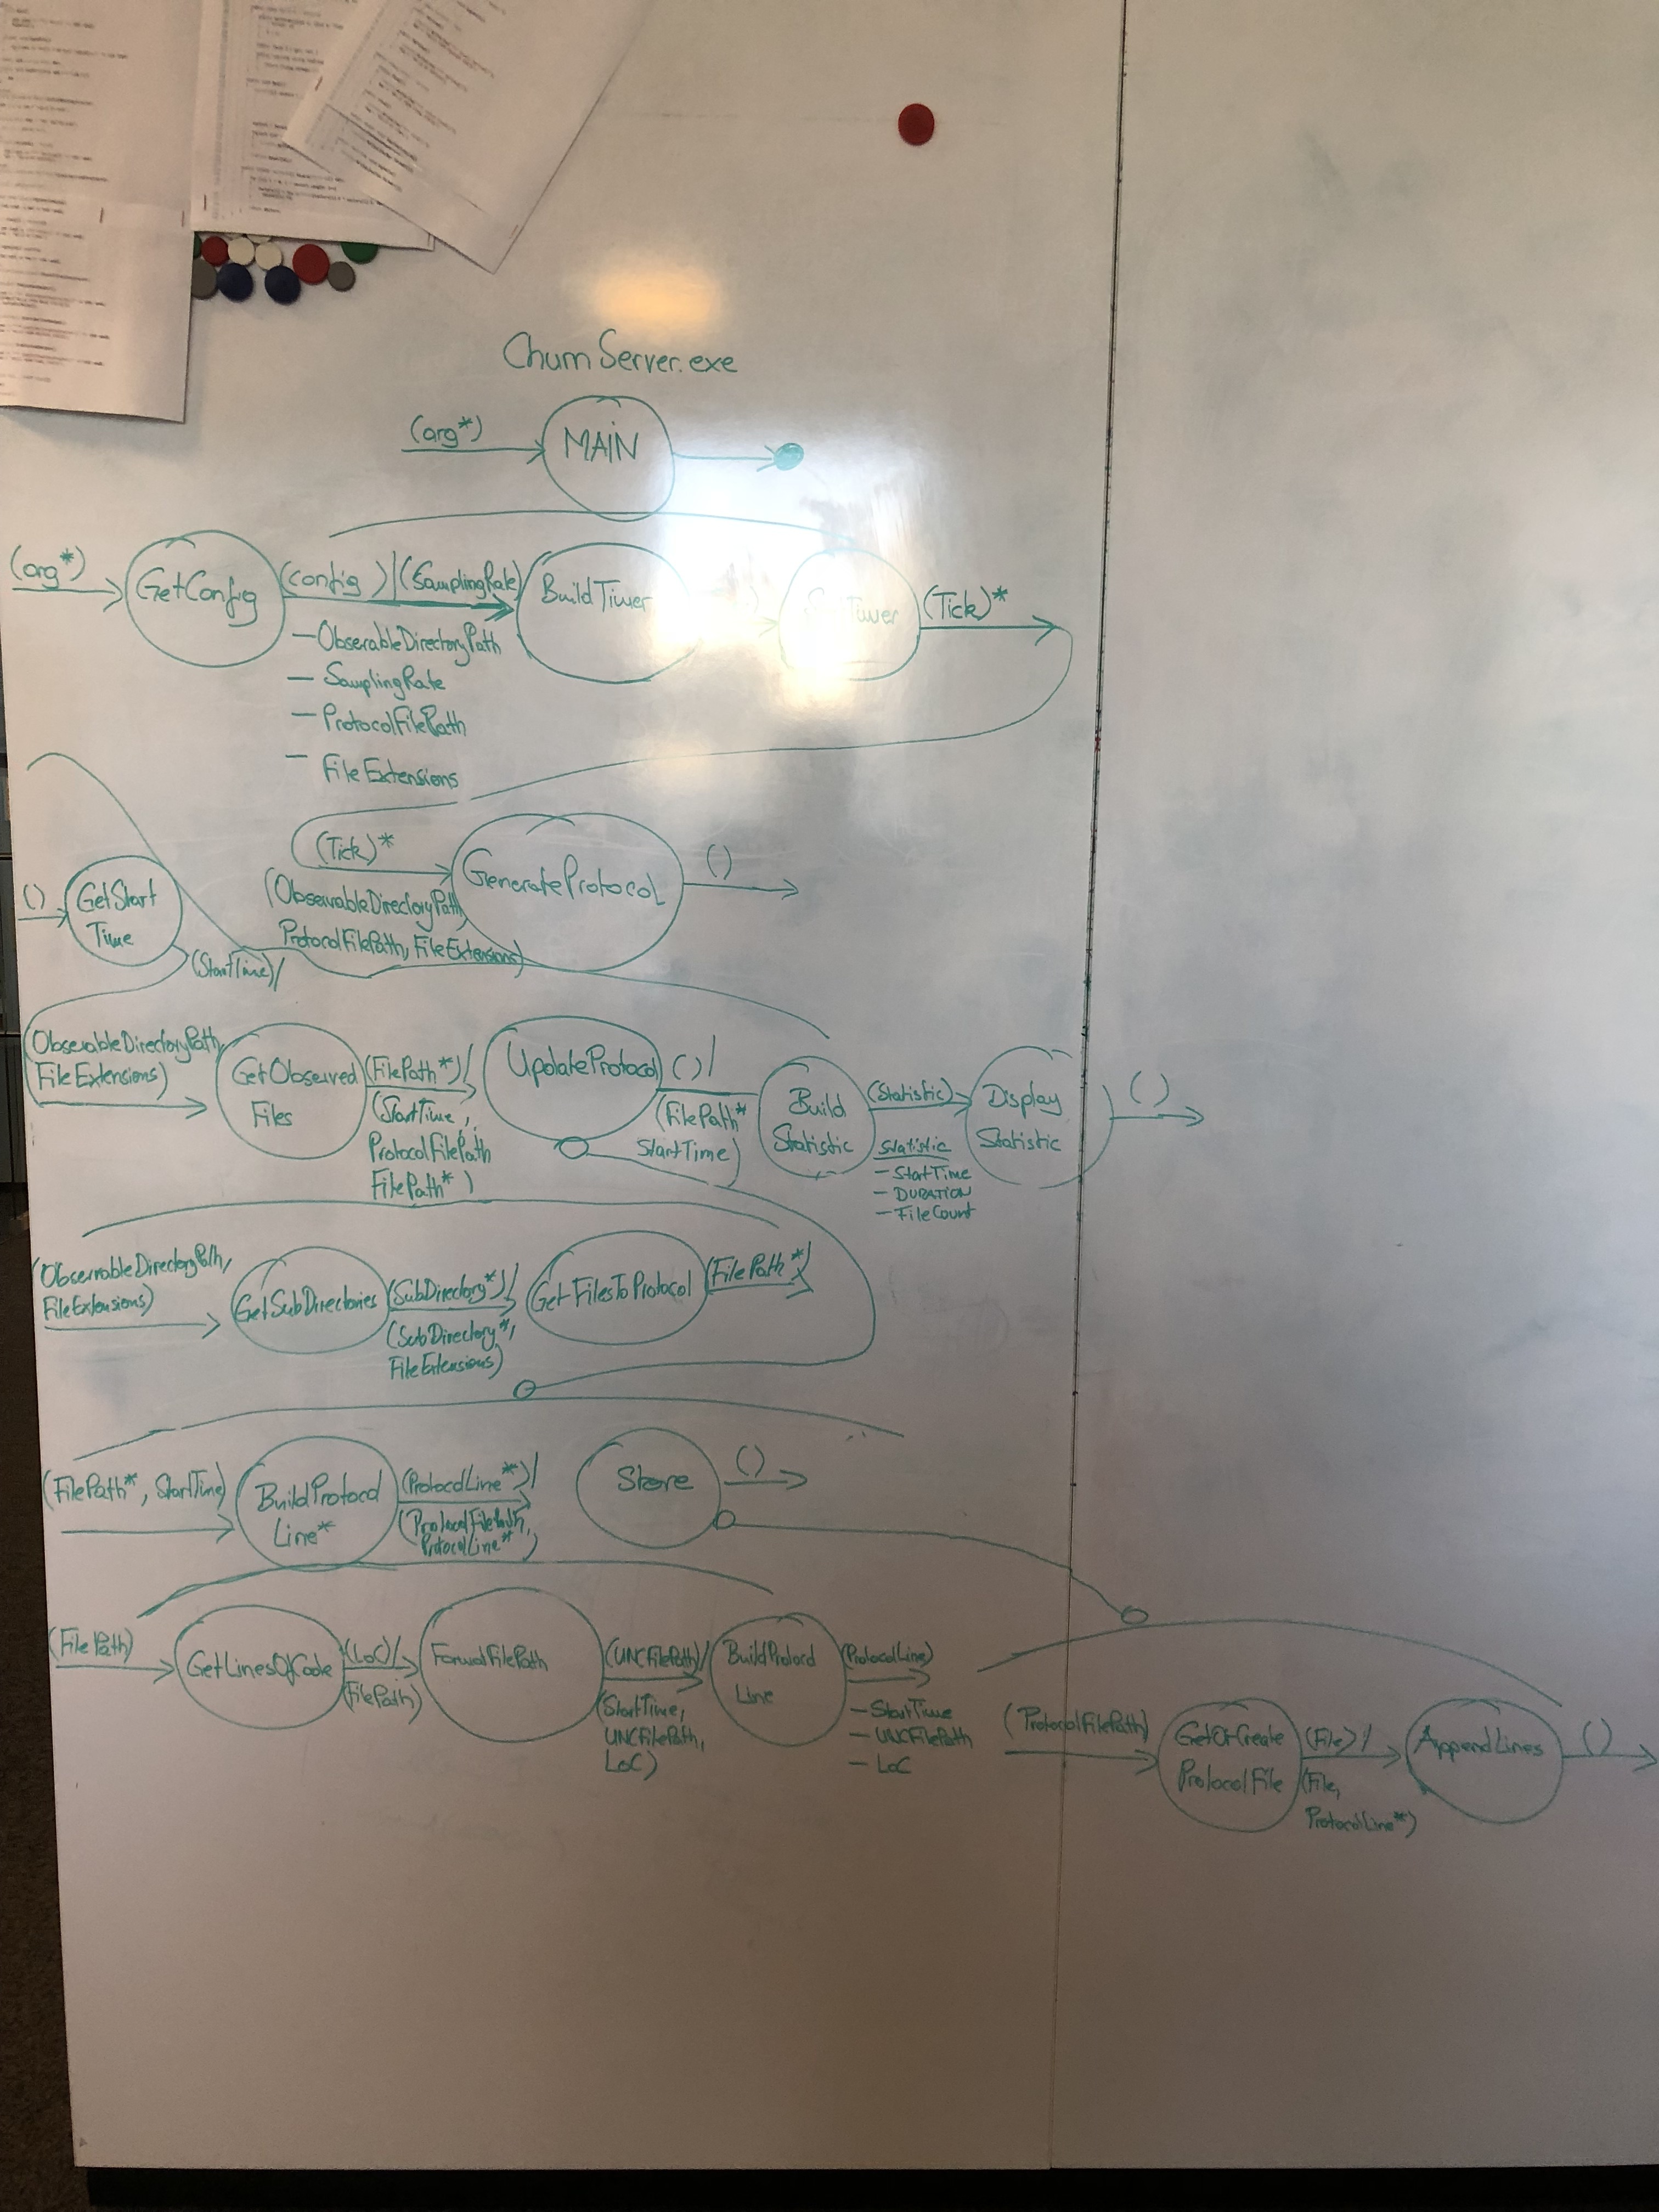 Churn Server.exe
(arg*)
MAIN
(arg*)
GetConfig
(config )/(SamplingRate)
BuildTimer
Timer
(Tick)*
— ObserableDirectoryPath
— SamplingRate
— ProtocolFilePath
— FileExtensions
(Tick)*
GenerateProtocol
()
(ObservableDirectoryPath
ProtocolFilePath, FileExtensions)
()
GetStart
Time
(StartTime)/
(ObserableDirectoryPath,
FileExtensions)
GetObserved
Files
(FilePath*)/
(StartTime,
ProtocolFilePath
FilePath*)
UpdateProtocol
()/
(FilePath*
StartTime)
Build
Statistic
(Statistic)
Statistic
— StartTime
— DURATION
— FileCount
Display
Statistic
()
(ObservableDirectoryPath,
FileExtensions)
GetSubDirectories
(SubDirectory*)/
(SubDirectory*,
FileExtensions)
GetFilesToProtocol
(FilePath*)
(FilePath*, StartTime)
BuildProtocol
Line*
(ProtocolLine*)/
(ProtocolFilePath,
ProtocolLine*)
Store
()
(FilePath)
GetLinesOfCode
(LoC)/
(FilePath)
FormatFilePath
(UNCFilePath)/
(StartTime,
UNCFilePath,
LoC)
BuildProtocol
Line
(ProtocolLine)
— StartTime
— UNCFilePath
— LoC
(ProtocolFilePath)
GetOrCreate
ProtocolFile
(File)/
(File,
ProtocolLine*)
AppendLines
()